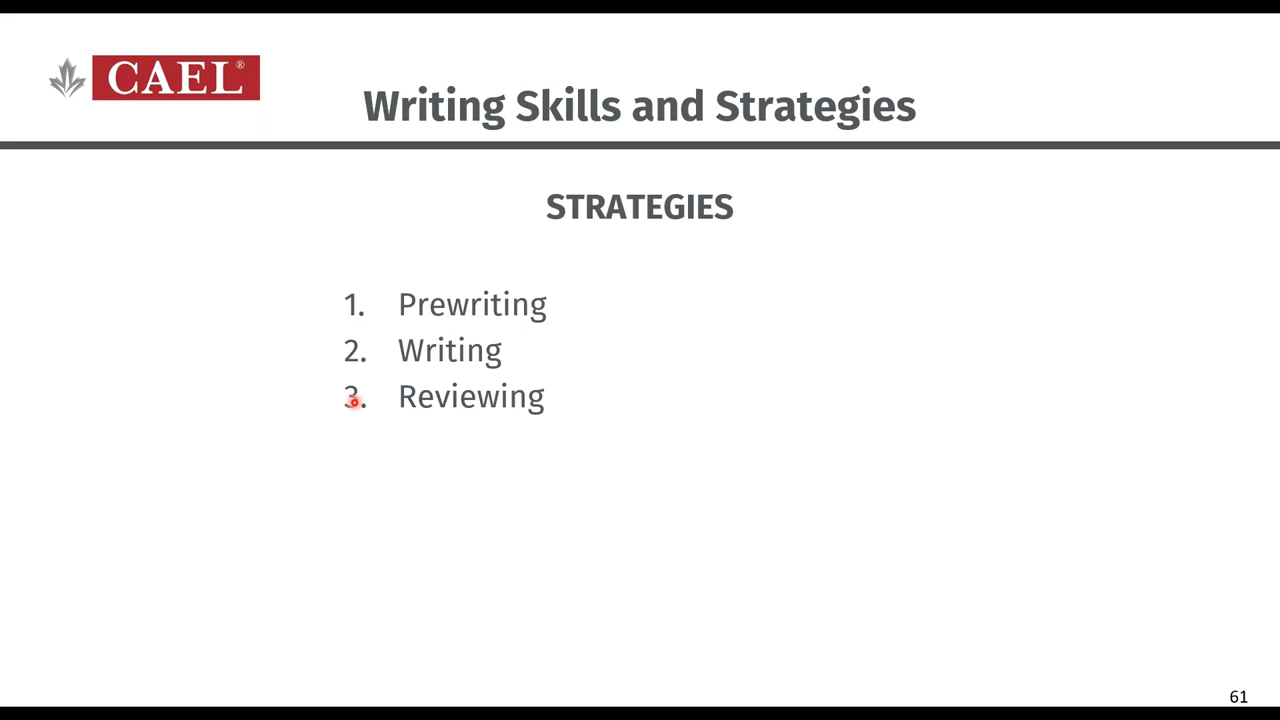 CAEL®
Writing Skills and Strategies
STRATEGIES
1. Prewriting
2. Writing
3. Reviewing
61